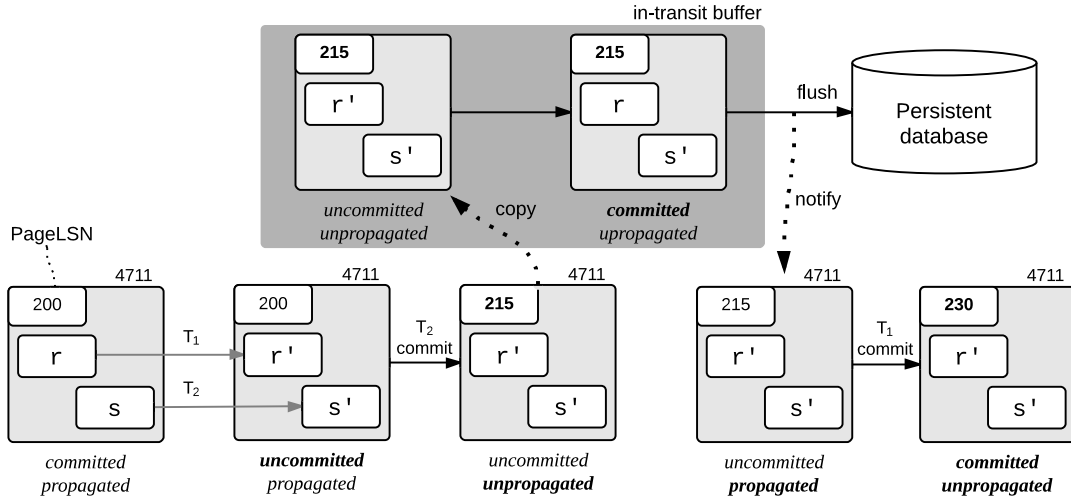 in-transit buffer
215
r'
s'
uncommitted
unpropagated
215
r
s'
committed
upropagated
flush
Persistent
database
copy
notify
PageLSN
4711
200
r
s
committed
propagated
T1
T2
4711
200
r'
s'
uncommitted
propagated
T2
commit
4711
215
r'
s'
uncommitted
unpropagated
4711
215
r'
s'
uncommitted
propagated
T1
commit
4711
230
r'
s'
committed
unpropagated